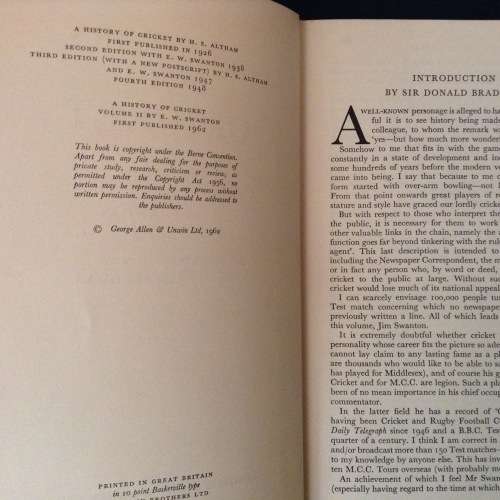 A HISTORY OF CRICKET BY H. S. ALTHAM
FIRST PUBLISHED IN 1926
SECOND EDITION WITH E. W. SWANTON 1938
THIRD EDITION (WITH A NEW POSTSCRIPT) BY H. S. ALTHAM
AND E. W. SWANTON 1947
FOURTH EDITION 1948
A HISTORY OF CRICKET
VOLUME II BY E. W. SWANTON
FIRST PUBLISHED 1962
This book is copyright under the Berne Convention.
Apart from any fair dealing for the purpose of
private study, research, criticism or review, as
permitted under the Copyright Act 1956, no
portion may be reproduced by any process without
written permission. Enquiries should be addressed to
the publishers.
© George Allen & Unwin Ltd, 1962
PRINTED IN GREAT BRITAIN
in 10 point Baskerville type
BROTHERS LTD
INTRODUCTION
BY SIR DONALD BRAD
A WELL-KNOWN personage is alleged to ha
ful it is to see history being mad
colleague, to whom the remark w
'yes—but how much more wonder
Somehow to me that fits in with the gam
constantly in a state of development and in
some hundreds of years before the modern v
came into being. I say that because to me
form started with over-arm bowling—not
From that point onwards great players of
stature and style have graced our lordly cricke
But with respect to those who interpret the
the public, it is necessary for them to work
other valuable links in the chain, namely the a
function goes far beyond tinkering with the rul
agent". This last description is intended to
including the Newspaper Correspondent, the m
or in fact any person who, by word or deed,
cricket to the public at large. Without suc
cricket would lose much of its national appeal
I can scarcely envisage 100,000 people tu
Test match concerning which no newspaper
previously written a line. All of which leads
this volume, Jim Swanton.
It is extremely doubtful whether cricket
personality whose career fits the picture so ade
cannot lay claim to any lasting fame as a pl
are thousands who would like to be able to s
has played for Middlesex), and of course his g
Cricket and for M.C.C. are legion. Such a pl
been of no mean importance in his chief occup
commentator.
In the latter field he has a record of "C
having been Cricket and Rugby Football C
Daily Telegraph since 1946 and a B.B.C. Tes
quarter of a century. I think I am correct in
and/or broadcast more than 150 Test matches—
to my knowledge by anyone else. This has inv
ten M.C.C. Tours overseas (with probably m
An achievement of which I feel Mr Swan
(especially having regard to the time at which